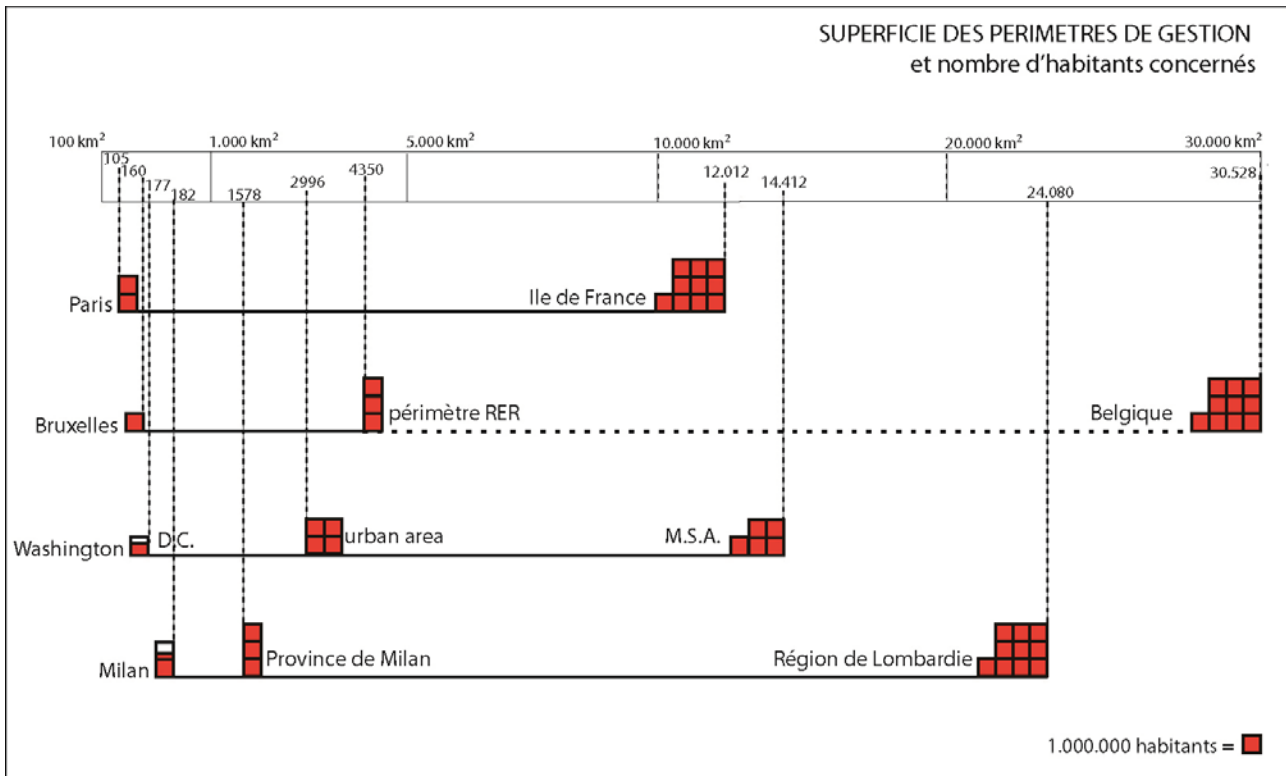 SUPERFICIE DES PERIMETRES DE GESTION
et nombre d'habitants concernés
100 km² 1.000 km² 5.000 km² 10.000 km² 20.000 km² 30.000 km²
105
160 177 182 1578 2996 4350 12.012 14.412 24.080 30.528
Paris Ile de France
Bruxelles périmètre RER Belgique
Washington D.C. urban area M.S.A.
Milan Province de Milan Région de Lombardie
1.000.000 habitants =